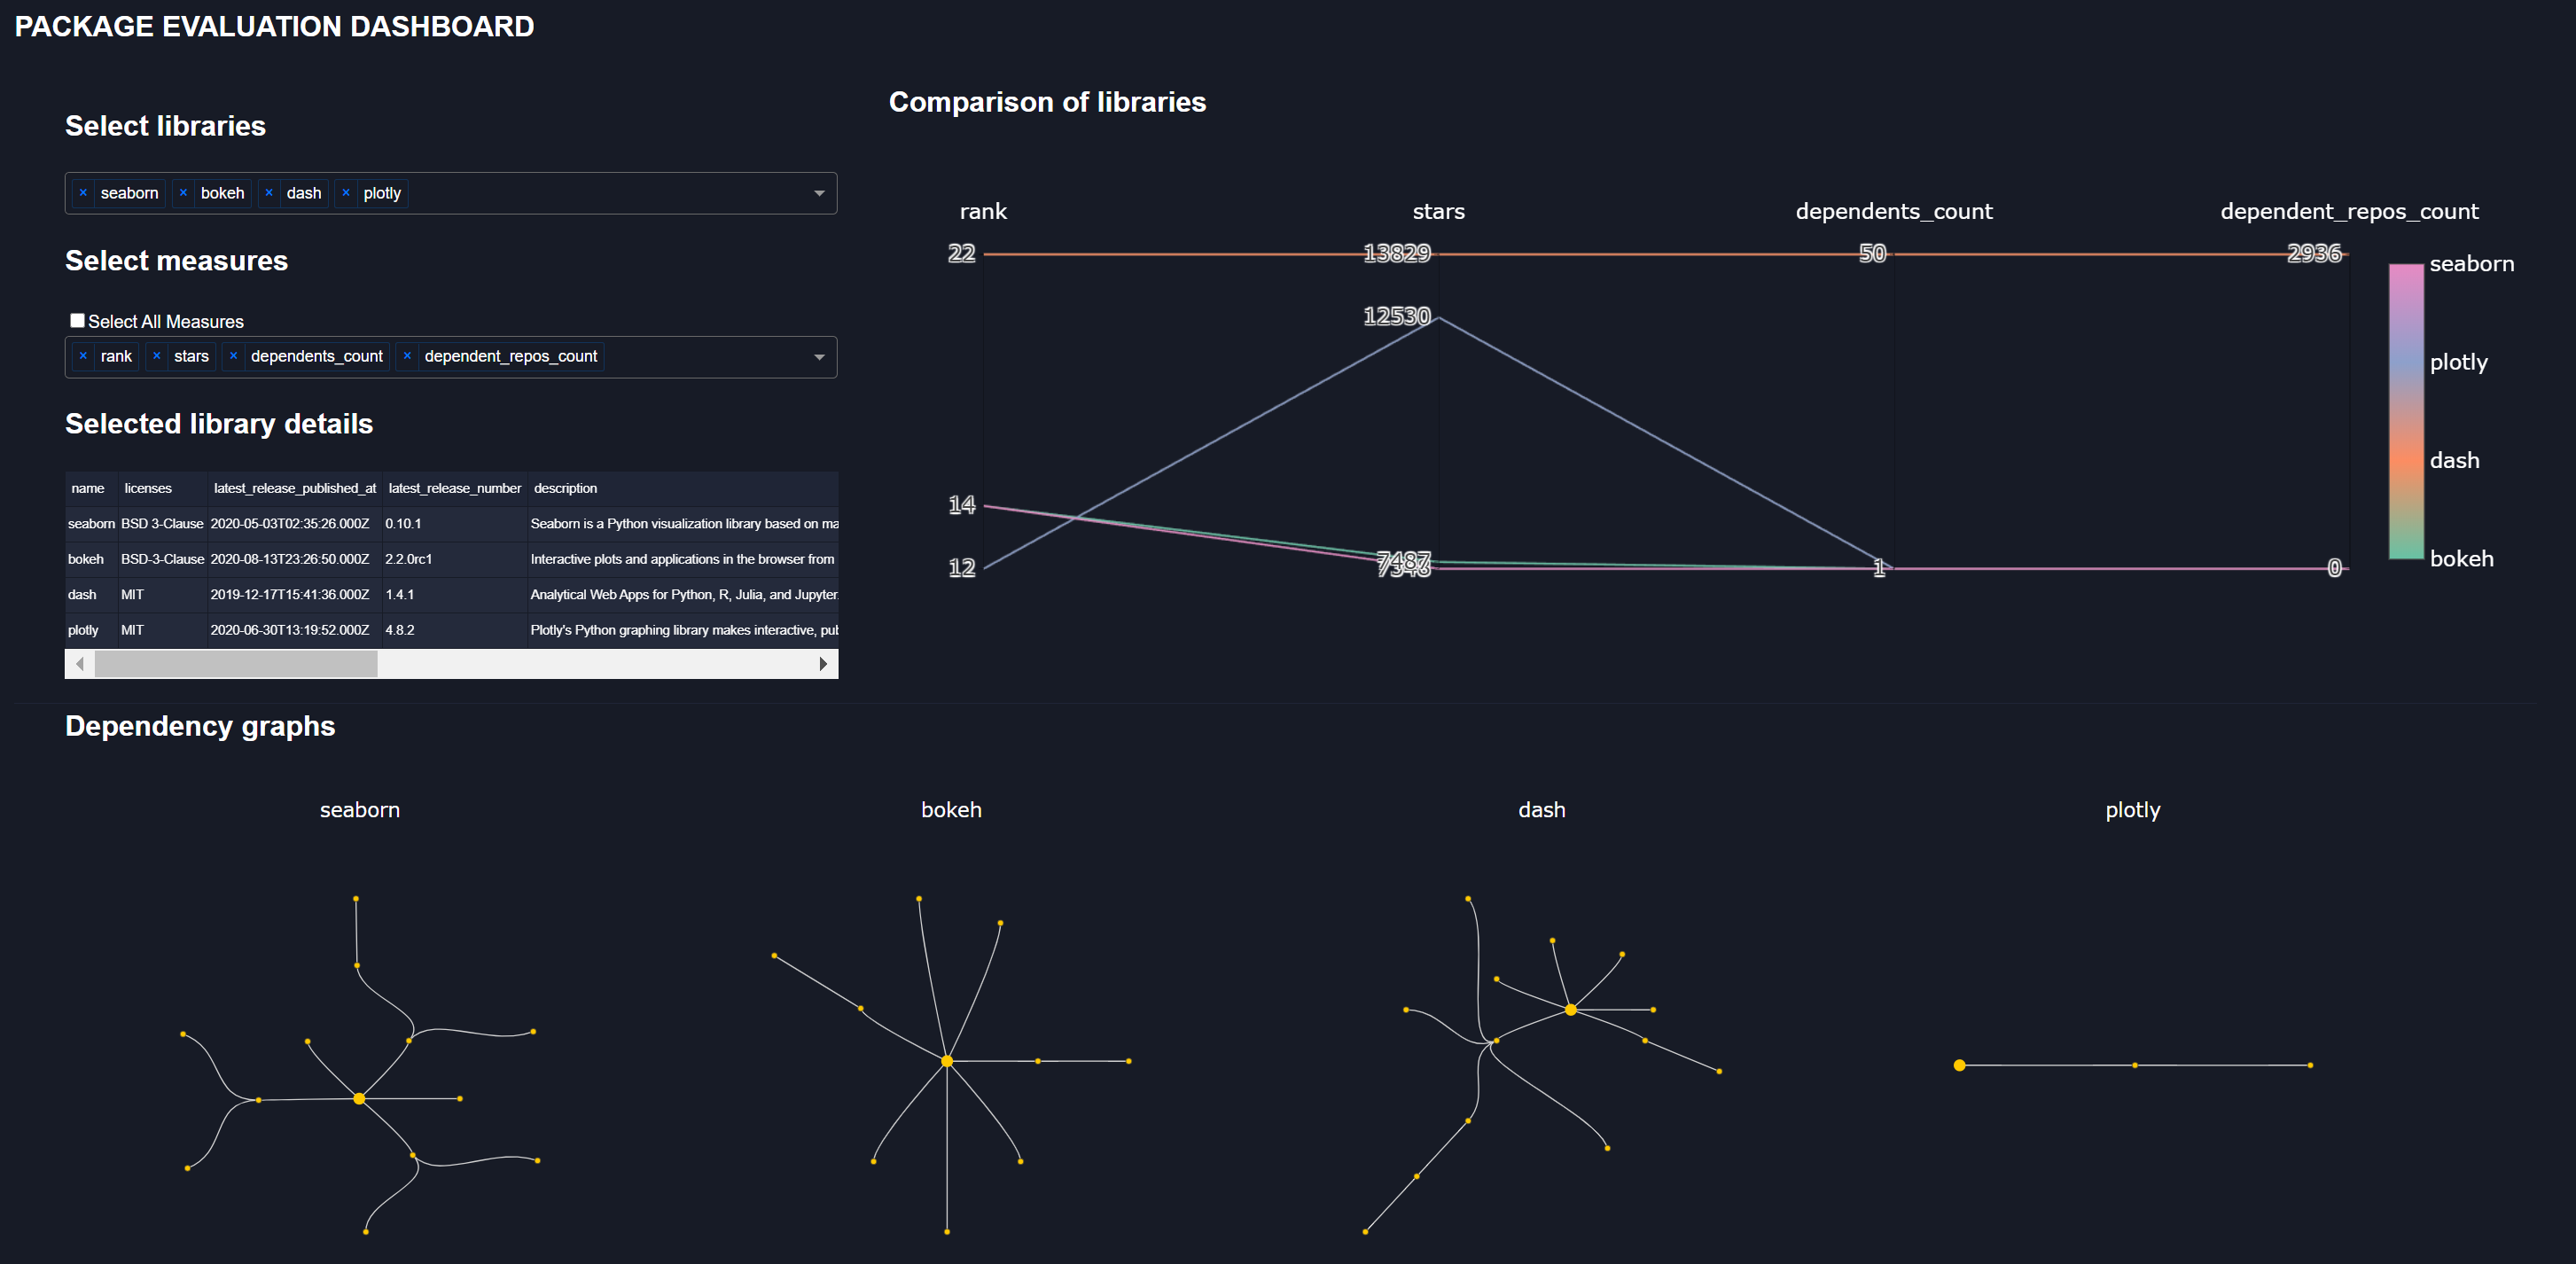 PACKAGE EVALUATION DASHBOARD
Select libraries
× seaborn × bokeh × dash × plotly
Select measures
Select All Measures
× rank × stars × dependents_count × dependent_repos_count
Selected library details
name licenses latest_release_published_at latest_release_number description
seaborn BSD 3-Clause 2020-05-03T02:35:26.000Z 0.10.1 Seaborn is a Python visualization library based on ma
bokeh BSD-3-Clause 2020-08-13T23:26:50.000Z 2.2.0rc1 Interactive plots and applications in the browser from
dash MIT 2019-12-17T15:41:36.000Z 1.4.1 Analytical Web Apps for Python, R, Julia, and Jupyter.
plotly MIT 2020-06-30T13:19:52.000Z 4.8.2 Plotly's Python graphing library makes interactive, pub
Comparison of libraries
rank stars dependents_count dependent_repos_count
22 13829 50 2936
12530
14
7487
12 1 0
seaborn
plotly
dash
bokeh
Dependency graphs
seaborn bokeh dash plotly